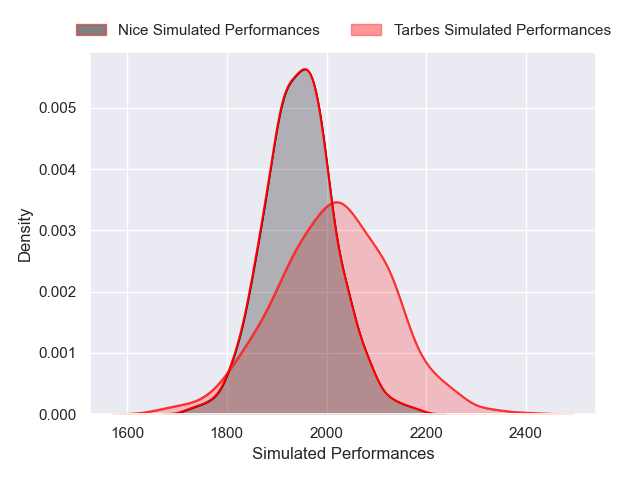 Nice Simulated Performances Tarbes Simulated Performances
0.005
0.004
0.003
0.002
0.001
0.000
Density
1600 1800 2000 2200 2400
Simulated Performances